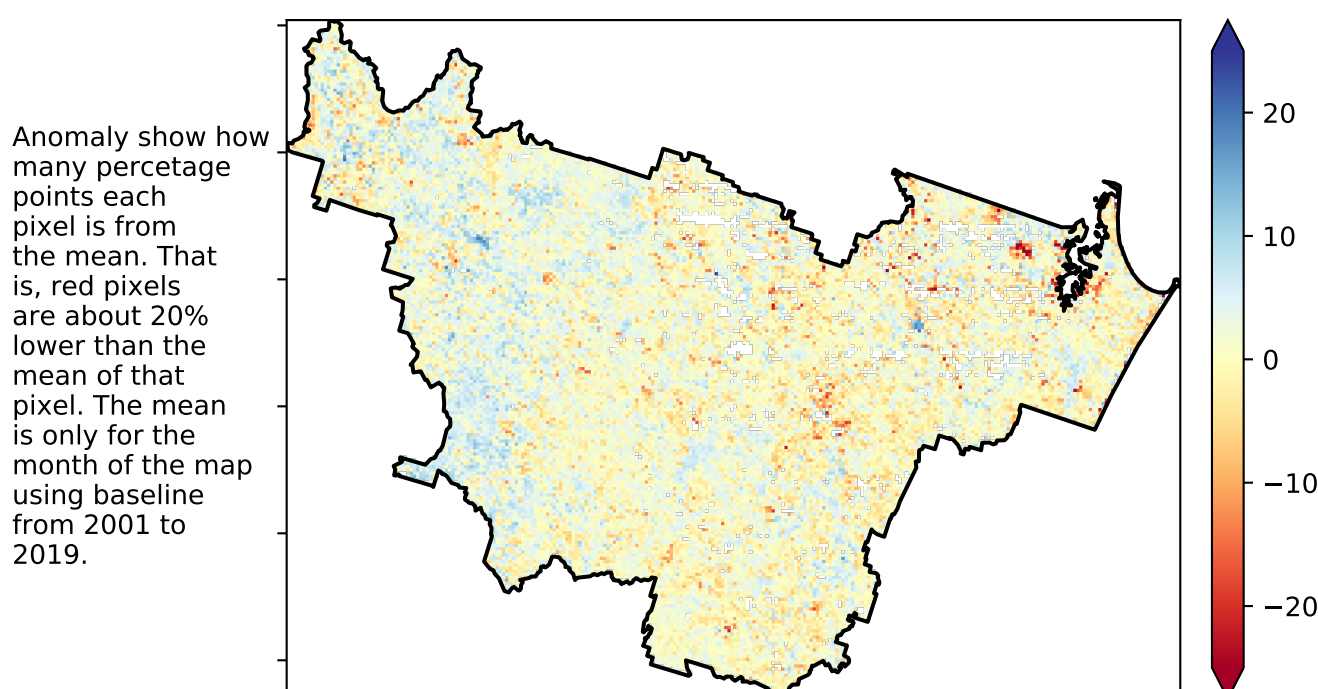 Anomaly show how
many percetage
points each
pixel is from
the mean. That
is, red pixels
are about 20%
lower than the
mean of that
pixel. The mean
is only for the
month of the map
using baseline
from 2001 to
2019.
20
10
0
−10
−20